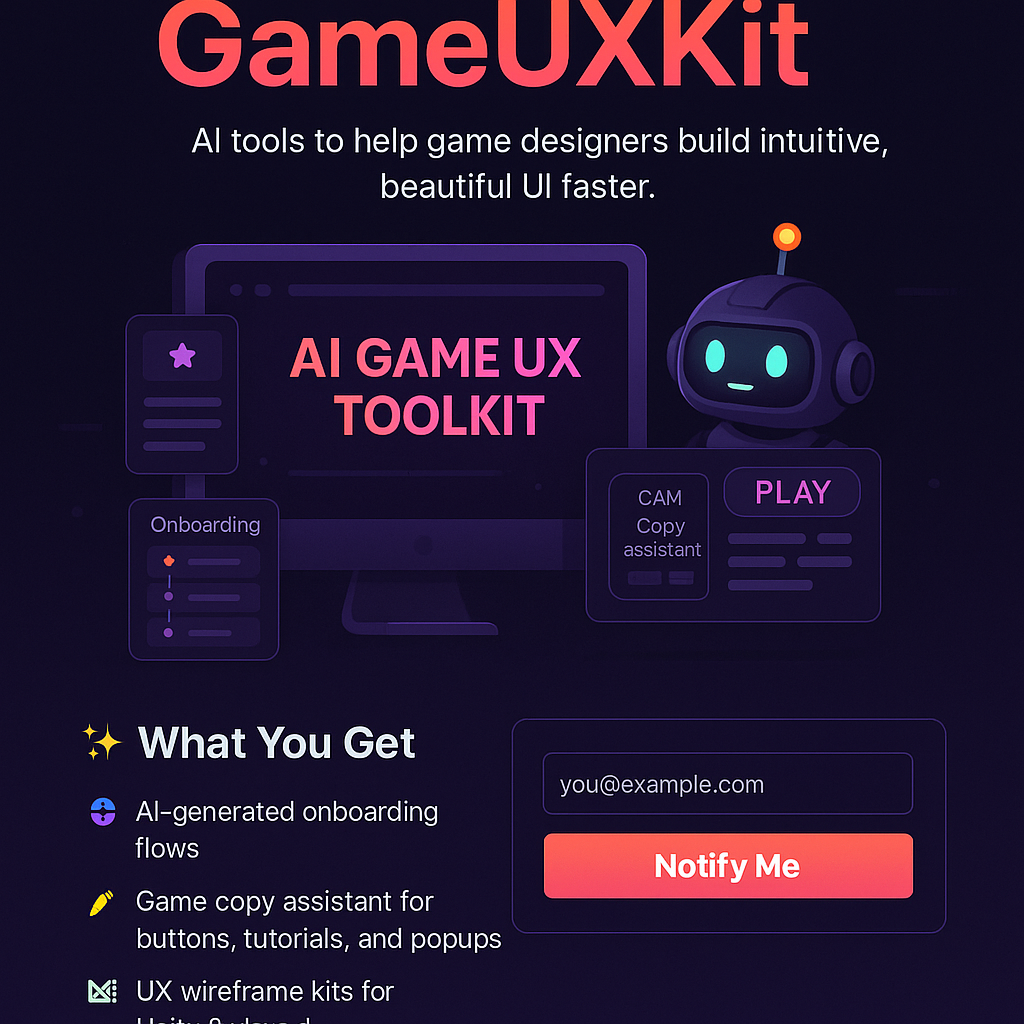 GameUXKit
AI tools to help game designers build intuitive,
beautiful UI faster.
AI GAME UX
TOOLKIT
Onboarding
CAM
Copy
assistant
PLAY
✨ What You Get
AI-generated onboarding
flows
Game copy assistant for
buttons, tutorials, and popups
UX wireframe kits for
you@example.com
Notify Me